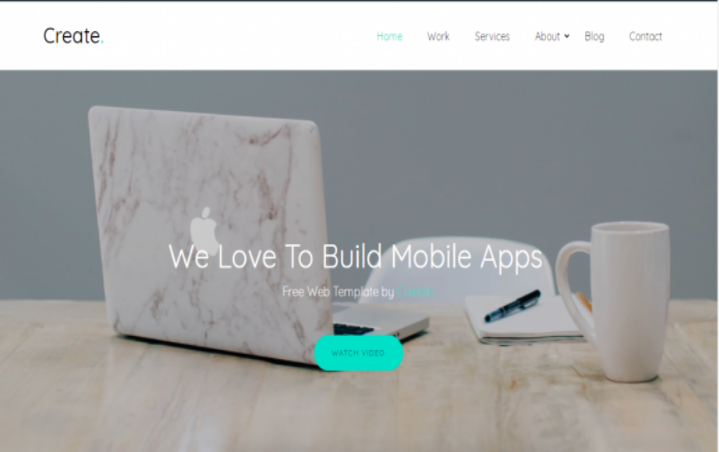 Create.
Home Work Services About Blog Contact
We Love To Build Mobile Apps
Free Web Template by
WATCH VIDEO